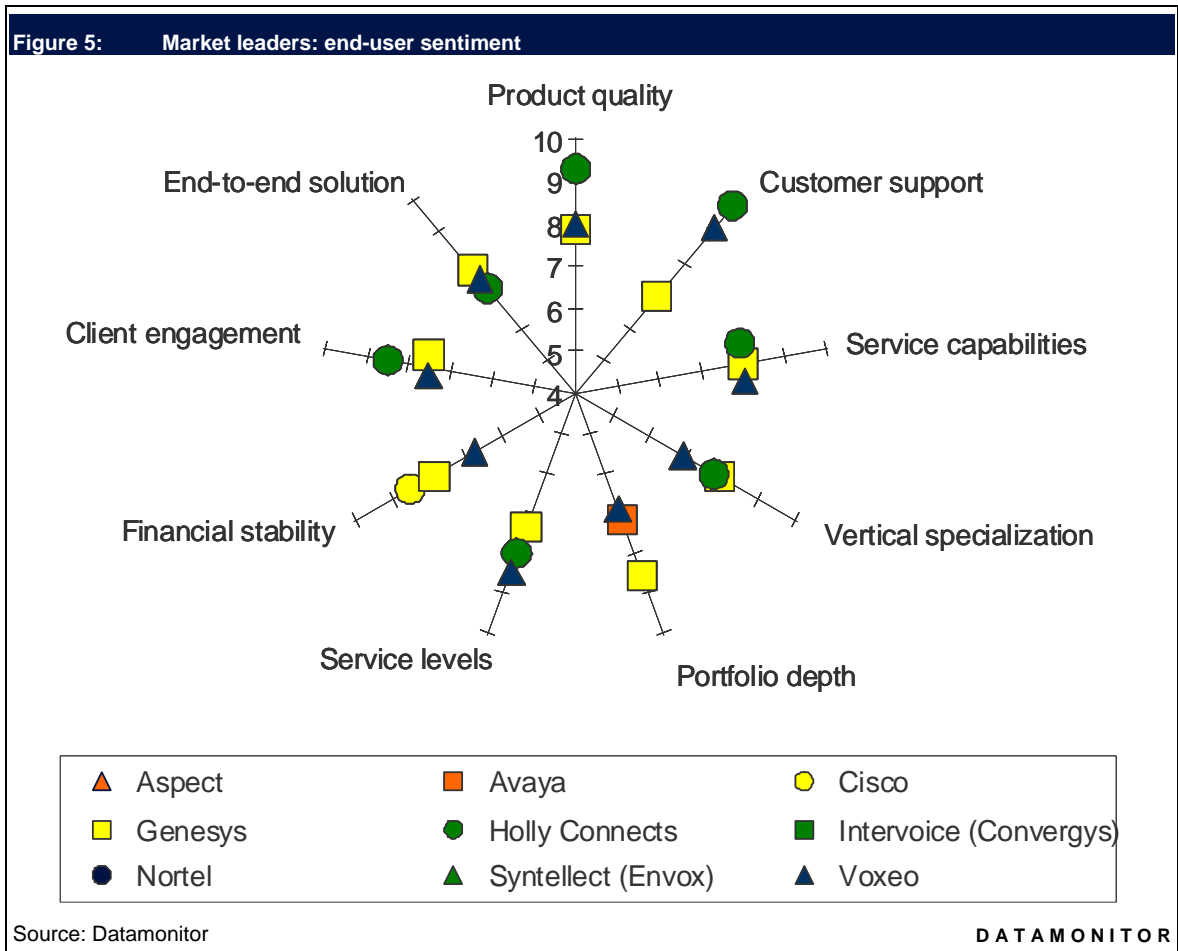 Figure 5: Market leaders: end-user sentiment
Product quality
10
9
8
7
6
5
4
End-to-end solution
Customer support
Client engagement
Service capabilities
Financial stability
Vertical specialization
Service levels
Portfolio depth
Aspect
Avaya
Cisco
Genesys
Holly Connects
Intervoice (Convergys)
Nortel
Syntellect (Envox)
Voxeo
Source: Datamonitor
DATAMONITOR